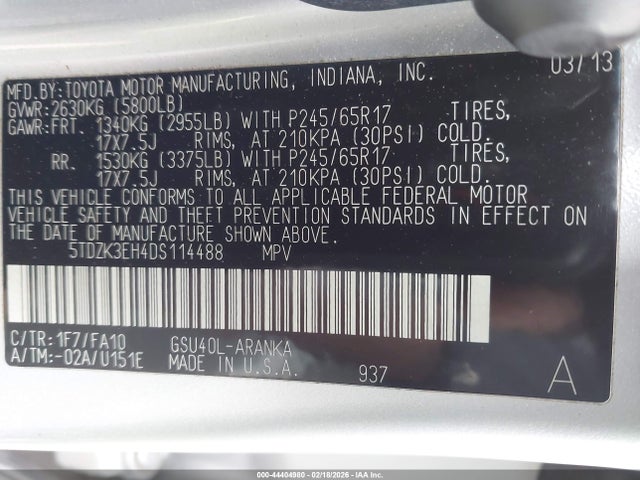 MFD.BY:TOYOTA MOTOR MANUFACTURING, INDIANA, INC. 03/13
GVWR:2630KG (5800LB)
GAWR:FRT. 1340KG (2955LB) WITH P245/65R17 TIRES,
17X7.5J RIMS, AT 210KPA (30PSI) COLD.
RR. 1530KG (3375LB) WITH P245/65R17 TIRES,
17X7.5J RIMS, AT 210KPA (30PSI) COLD.
THIS VEHICLE CONFORMS TO ALL APPLICABLE FEDERAL MOTOR
VEHICLE SAFETY AND THEFT PREVENTION STANDARDS IN EFFECT ON
THE DATE OF MANUFACTURE SHOWN ABOVE.
5TDZK3EH4DS114488 MPV
C/TR:1F7/FA10 GSU40L-ARANKA
A/TM:-02A/U151E MADE IN U.S.A. 937 A
000-44404980 - 02/18/2026 - IAAI.COM